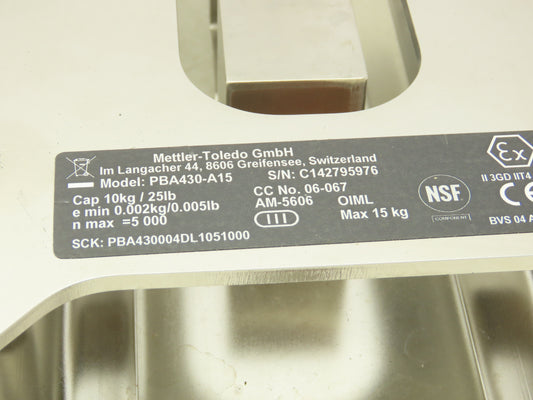 Mettler-Toledo GmbH
Im Langacher 44, 8606 Greifensee, Switzerland
Model: PBA430-A15 S/N: C142795976
Cap 10kg / 25lb CC No. 06-067
e min 0.002kg/0.005lb AM-5606 OIML
n max =5 000 III Max 15 kg
SCK: PBA430004DL1051000
NSF
COMPONENT
Ex
II 3GD IIT4
CE
BVS 04 A